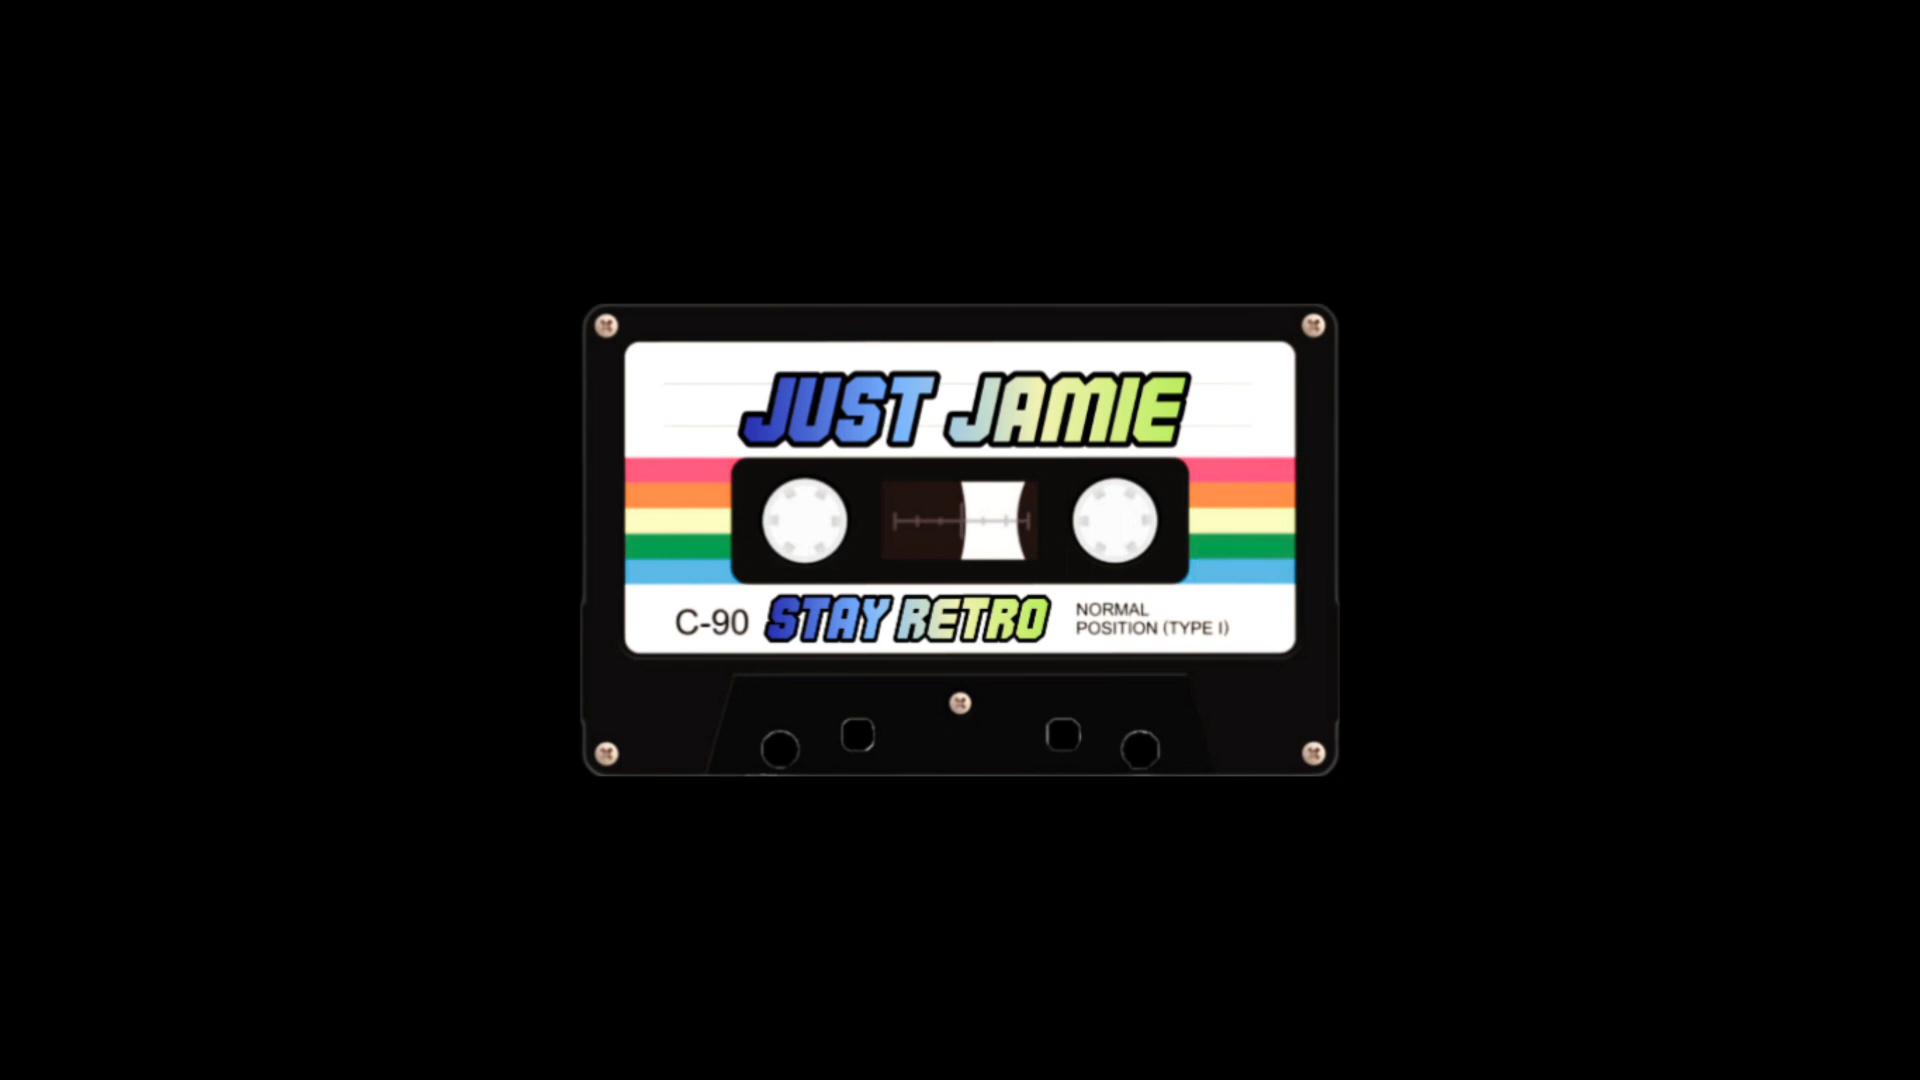 JUST JAMIE
C-90
STAY RETRO
NORMAL
POSITION (TYPE I)